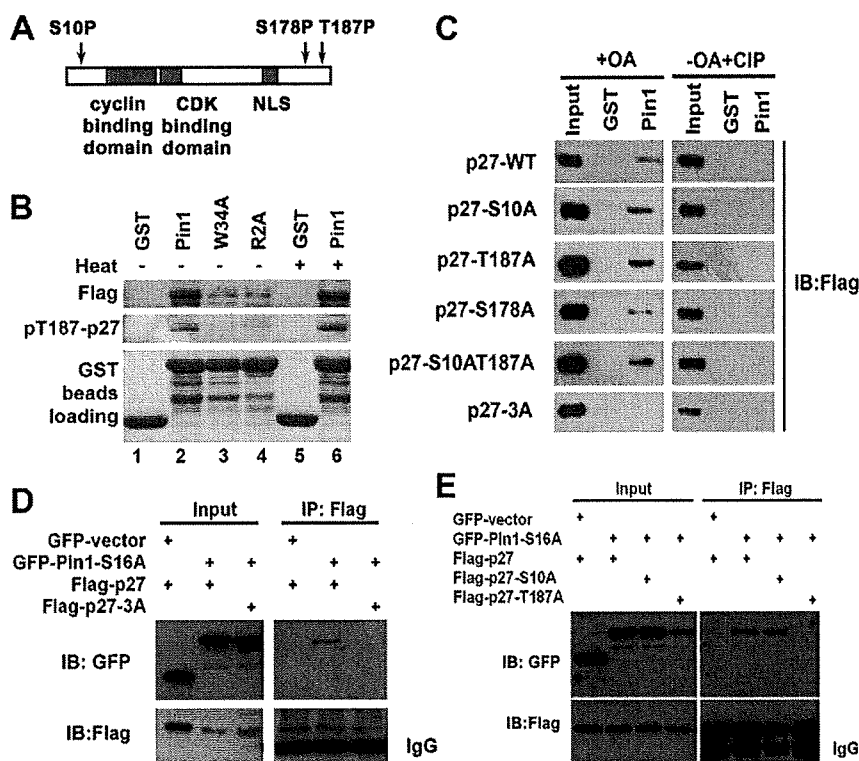 A
S10P
S178P T187P
cyclin binding domain
CDK binding domain
NLS
B
GST
Pin1
W34A
R2A
GST
Pin1
Heat - - - - + +
Flag
pT187-p27
GST beads loading
1 2 3 4 5 6
C
+OA
-OA+CIP
Input
GST
Pin1
Input
GST
Pin1
p27-WT
p27-S10A
p27-T187A
p27-S178A
p27-S10AT187A
p27-3A
IB:Flag
D
Input
IP: Flag
GFP-vector + +
GFP-Pin1-S16A + + + +
Flag-p27 + + + +
Flag-p27-3A + +
IB: GFP
IB:Flag
IgG
E
Input
IP: Flag
GFP-vector + +
GFP-Pin1-S16A + + + + + +
Flag-p27 + + + +
Flag-p27-S10A + +
Flag-p27-T187A + +
IB: GFP
IB:Flag
IgG